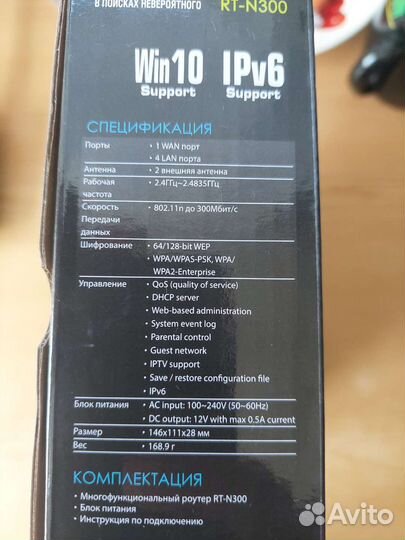 В ПОИСКАХ НЕВЕРОЯТНОГО RT-N300
Win10 IPv6
Support Support
СПЕЦИФИКАЦИЯ
Порты • 1 WAN порт
• 4 LAN порта
Антенна • 2 внешняя антенна
Рабочая частота • 2.4ГГц~2.4835ГГц
Скорость Передачи данных • 802.11n до 300Мбит/с
Шифрование • 64/128-bit WEP
• WPA/WPAS-PSK, WPA/
WPA2-Enterprise
Управление • QoS (quality of service)
• DHCP server
• Web-based administration
• System event log
• Parental control
• Guest network
• IPTV support
• Save / restore configuration file
• IPv6
Блок питания • AC input: 100~240V (50~60Hz)
• DC output: 12V with max 0.5A current
Размер • 146x111x28 мм
Вес • 168.9 г
КОМПЛЕКТАЦИЯ
• Многофункциональный роутер RT-N300
• Блок питания
• Инструкция по подключению
Avito